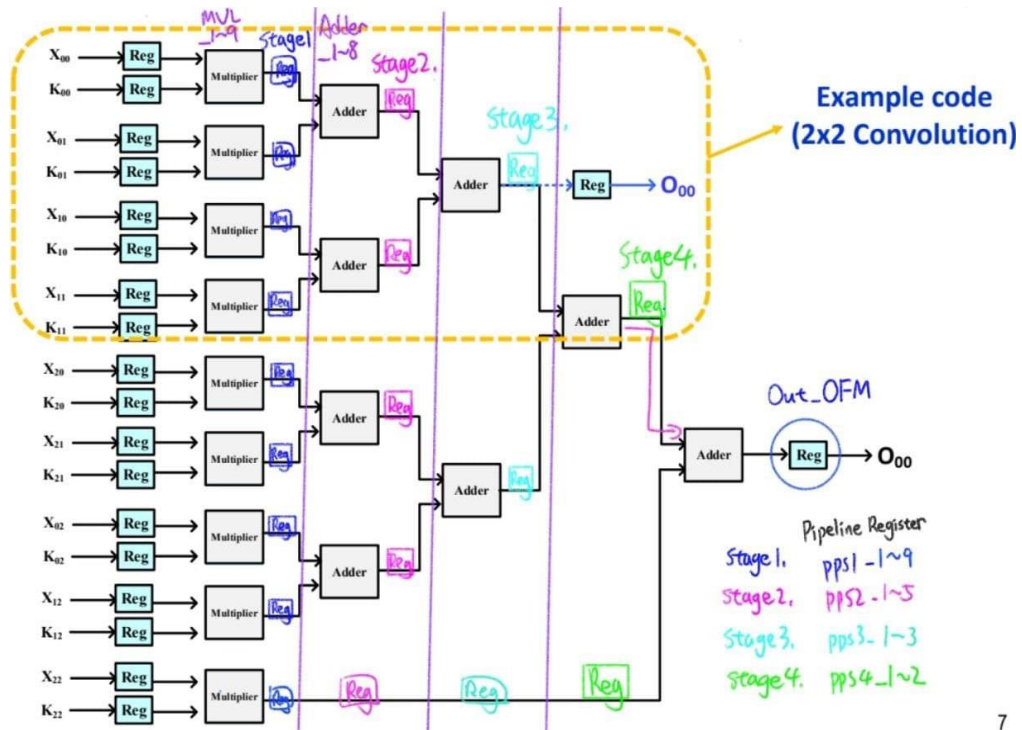 MUL
_1~9
Stage1
Adder
_1~8
Stage2.
X00 Reg
K00 Reg
Multiplier
Reg
Adder
Reg
X01 Reg
K01 Reg
Multiplier
Reg
Stage3.
Reg
Adder
Reg
O00
X10 Reg
K10 Reg
Multiplier
Reg
Adder
Reg
X11 Reg
K11 Reg
Multiplier
Reg
Stage4.
Adder
Reg
Example code
(2x2 Convolution)
X20 Reg
K20 Reg
Multiplier
Reg
Adder
Reg
X21 Reg
K21 Reg
Multiplier
Reg
Adder
Reg
Out_OFM
Adder
Reg
O00
X02 Reg
K02 Reg
Multiplier
Reg
Adder
Reg
X12 Reg
K12 Reg
Multiplier
Reg
X22 Reg
K22 Reg
Multiplier
Reg
Reg
Reg
Reg
Pipeline Register
Stage1. pps1_1~9
Stage2. pps2_1~5
Stage3. pps3_1~3
Stage4. pps4_1~2
7